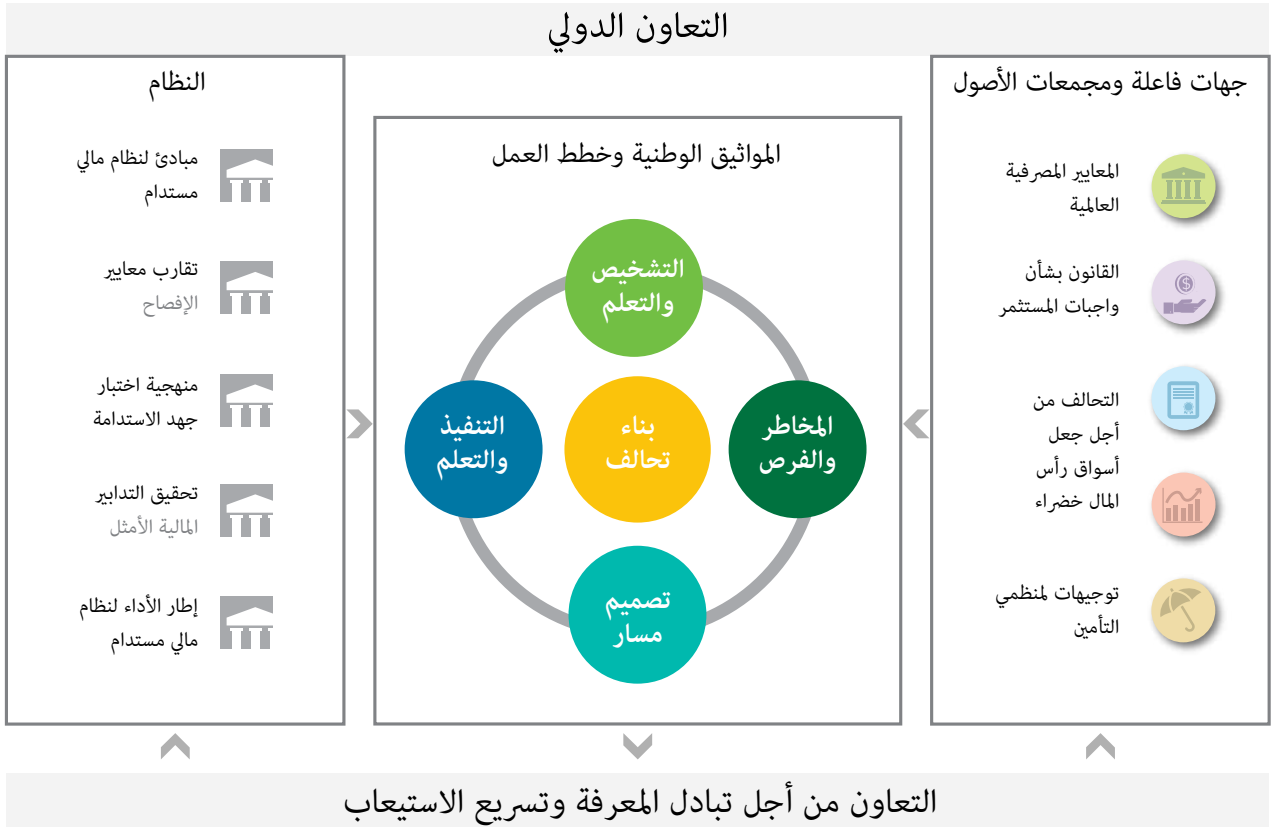 التعاون الدولي
جهات فاعلة ومجمعات الأصول
المعايير المصرفية
العالمية
القانون بشأن
واجبات المستثمر
التحالف من
أجل جعل
أسواق رأس
المال خضراء
توجيهات لمنظمي
التأمين
المواثيق الوطنية وخطط العمل
التشخيص
والتعلم
المخاطر
والفرص
بناء
تحالف
التنفيذ
والتعلم
تصميم
مسار
النظام
مبادئ لنظام مالي
مستدام
تقارب معايير
الإفصاح
منهجية اختبار
جهد الاستدامة
تحقيق التدابير
المالية الأمثل
إطار الأداء لنظام
مالي مستدام
التعاون من أجل تبادل المعرفة وتسريع الاستيعاب